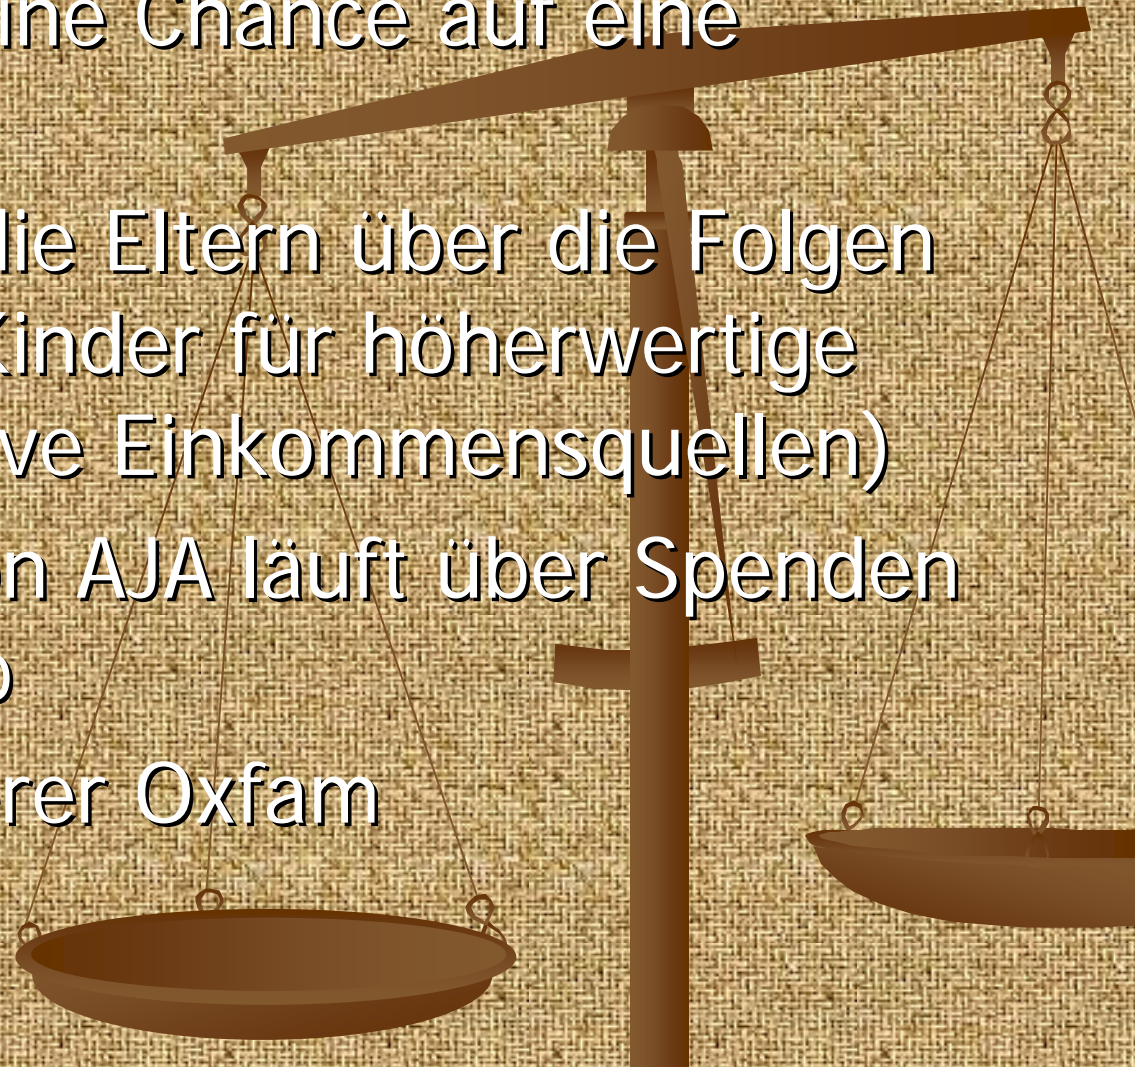 ine Chance auf eine
die Eltern über die Folgen
Kinder für höherwertige
ve Einkommensquellen)
n AJA läuft über Spenden
rer Oxfam